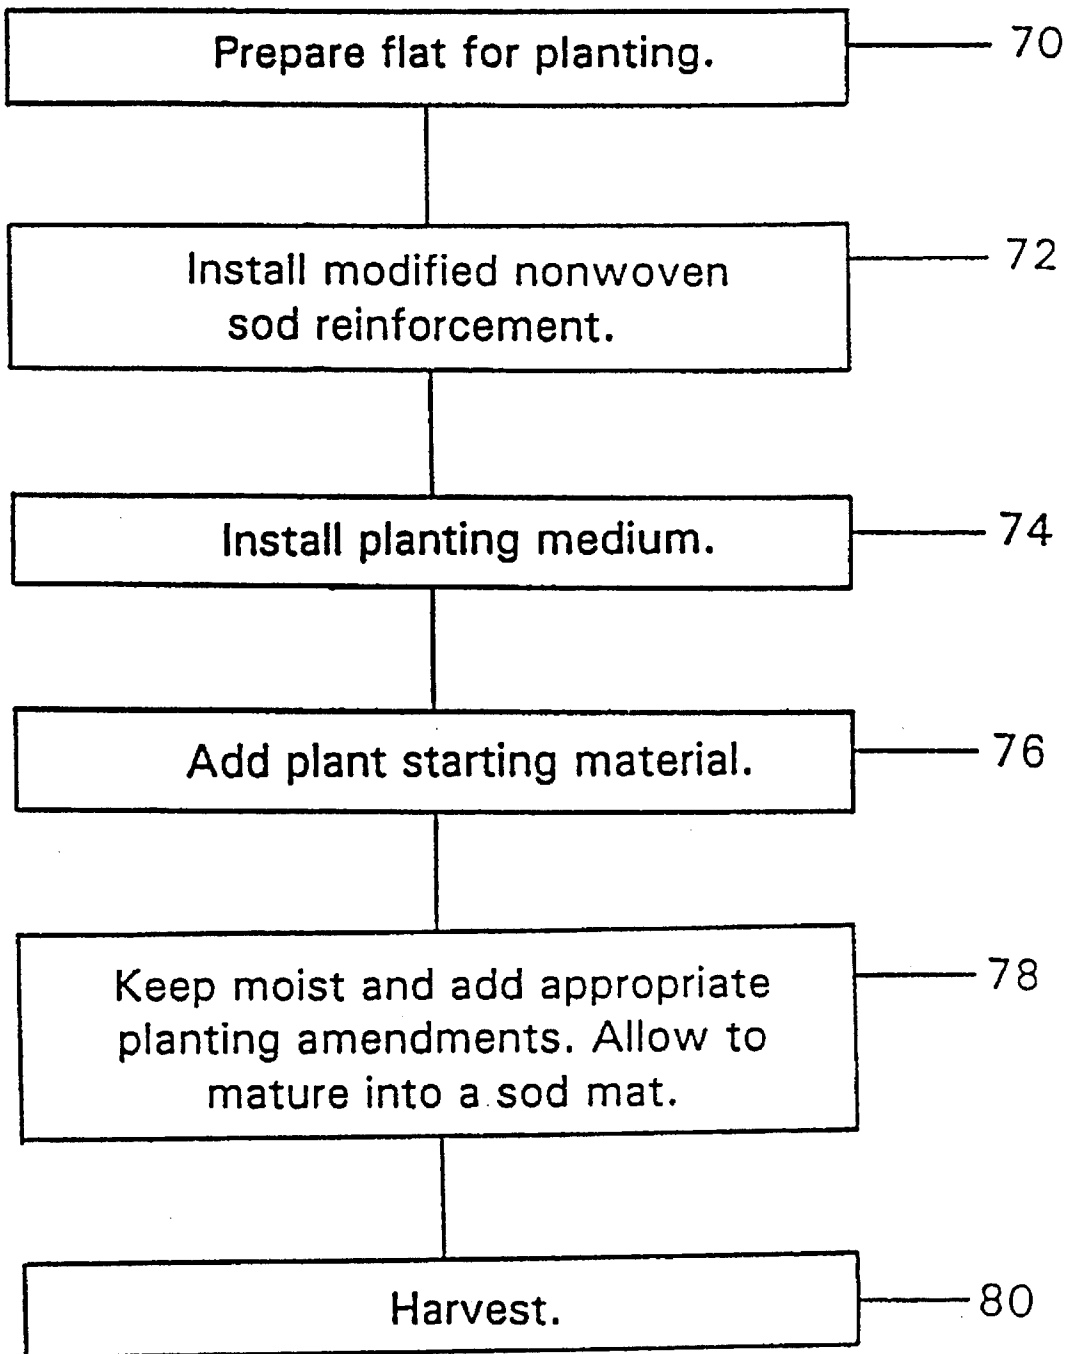 Prepare flat for planting.
70
Install modified nonwoven
sod reinforcement.
72
Install planting medium.
74
Add plant starting material.
76
Keep moist and add appropriate
planting amendments. Allow to
mature into a sod mat.
78
Harvest.
80